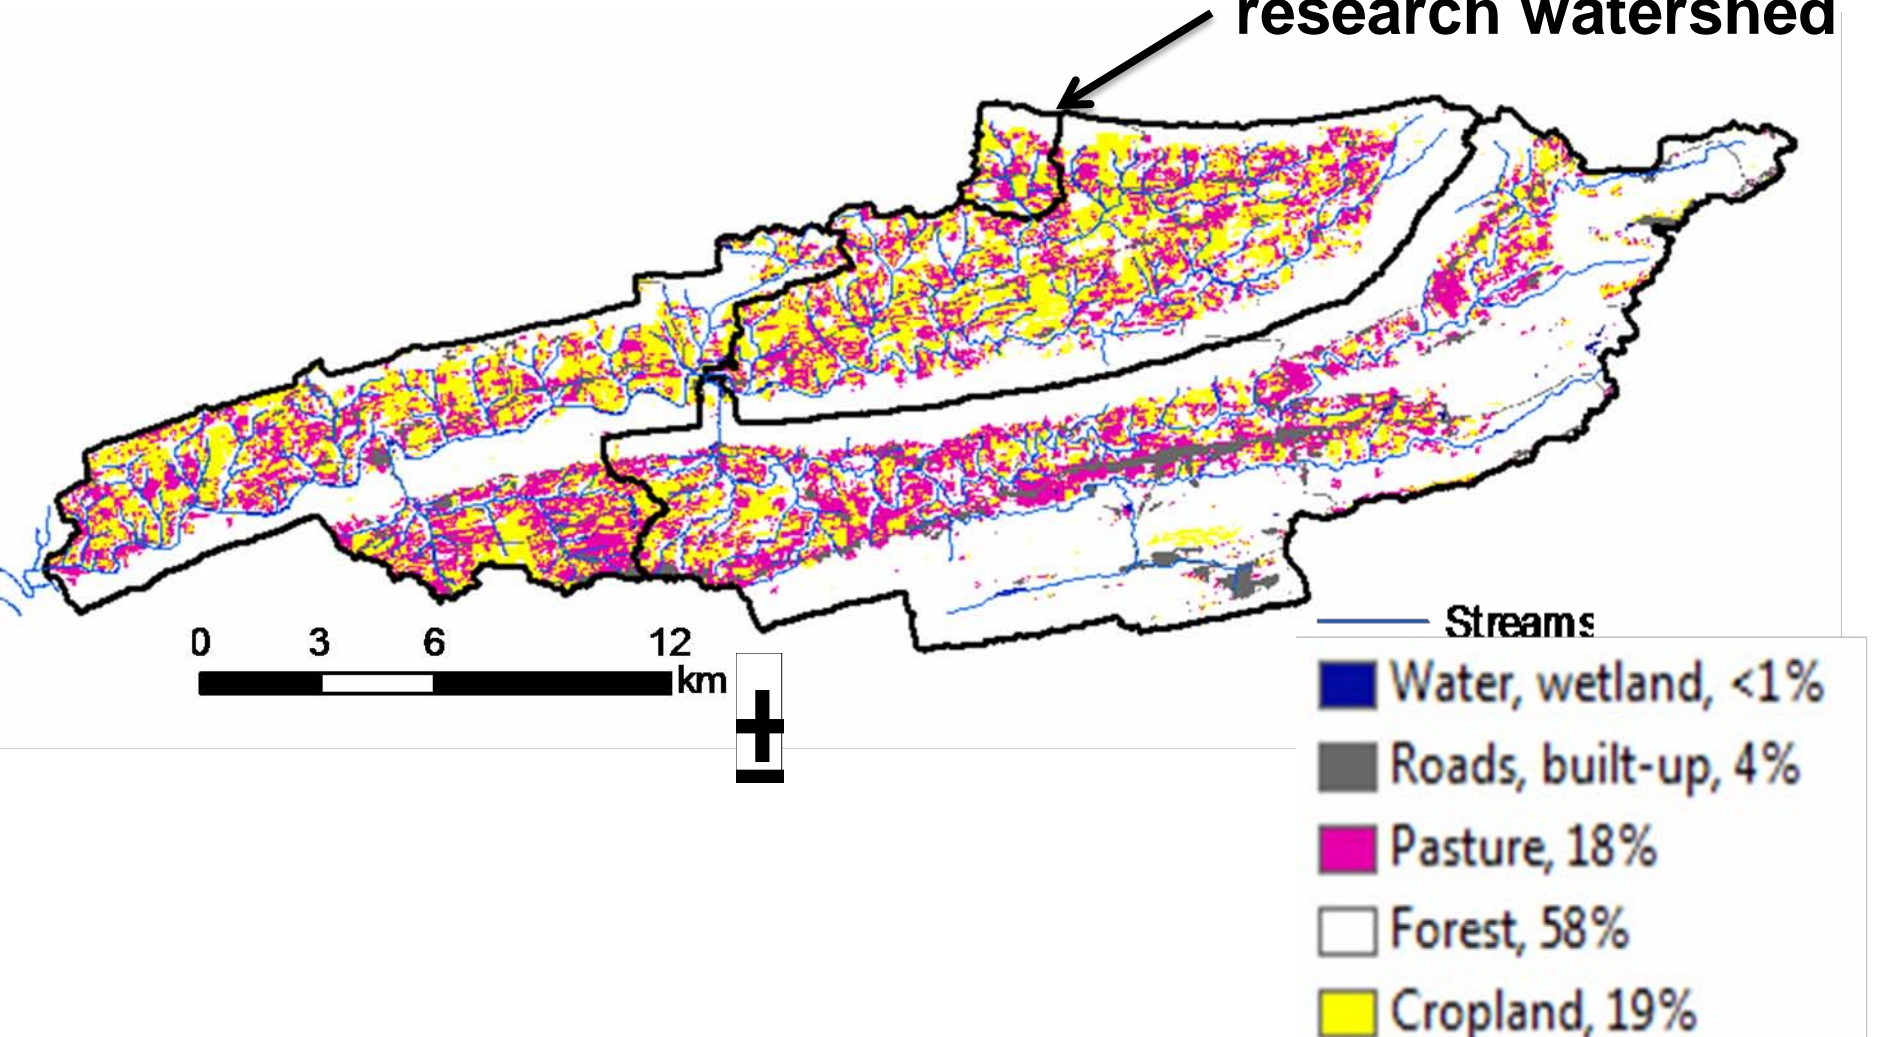 research watershed
0 3 6 12
km
Streams
Water, wetland, <1%
Roads, built-up, 4%
Pasture, 18%
Forest, 58%
Cropland, 19%